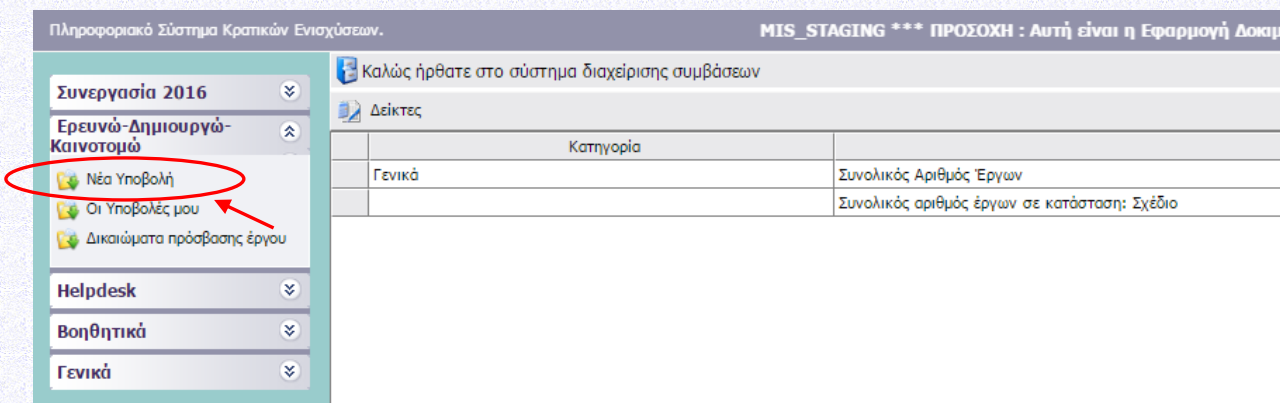 Πληροφοριακό Σύστημα Κρατικών Ενισχύσεων.
MIS_STAGING *** ΠΡΟΣΟΧΗ : Αυτή είναι η Εφαρμογή
Συνεργασία 2016
Ερευνώ-Δημιουργώ-
Καινοτομώ
Νέα Υποβολή
Οι Υποβολές μου
Δικαιώματα πρόσβασης έργου
Helpdesk
Βοηθητικά
Γενικά
Καλώς ήρθατε στο σύστημα διαχείρισης συμβάσεων
Δείκτες
Κατηγορία
Γενικά
Συνολικός Αριθμός Έργων
Συνολικός αριθμός έργων σε κατάσταση: Σχέδιο